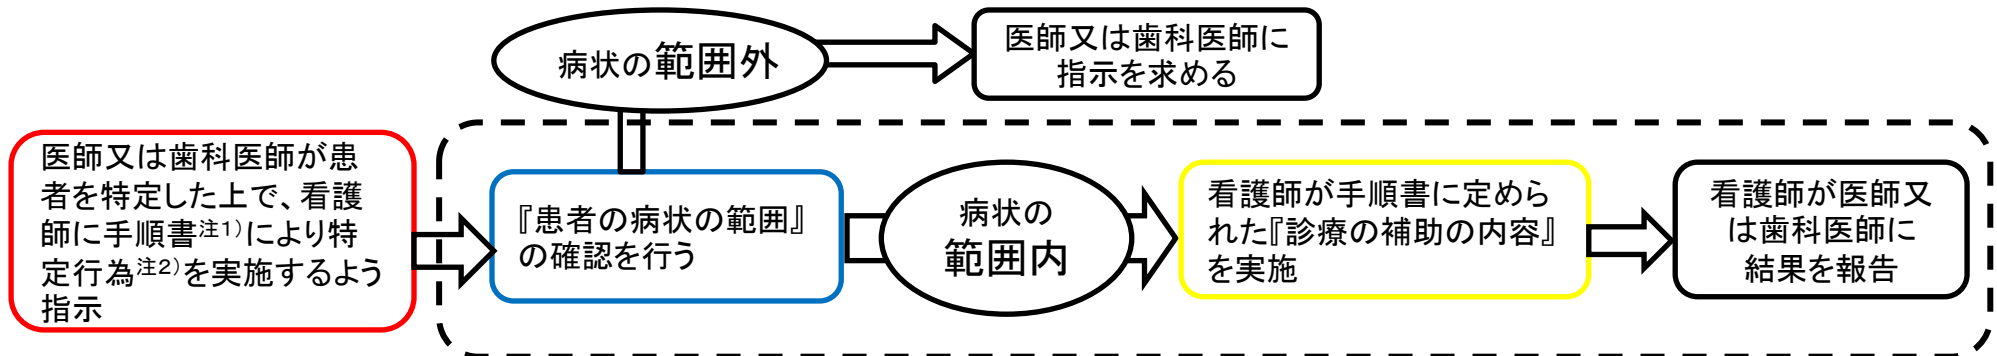 病状の範囲外
医師又は歯科医師に
指示を求める
医師又は歯科医師が患
者を特定した上で、看護
師に手順書注1)により特
定行為注2)を実施するよう
指示
『患者の病状の範囲』
の確認を行う
病状の
範囲内
看護師が手順書に定めら
れた『診療の補助の内容』
を実施
看護師が医師又
は歯科医師に
結果を報告